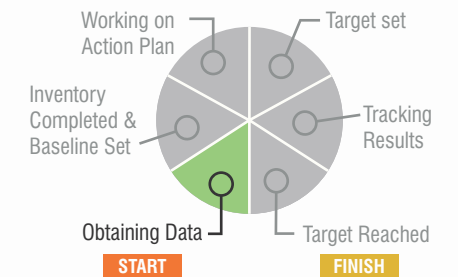 Working on
Action Plan
Target set
Inventory
Completed &
Baseline Set
Tracking
Results
Obtaining Data
Target Reached
START
FINISH